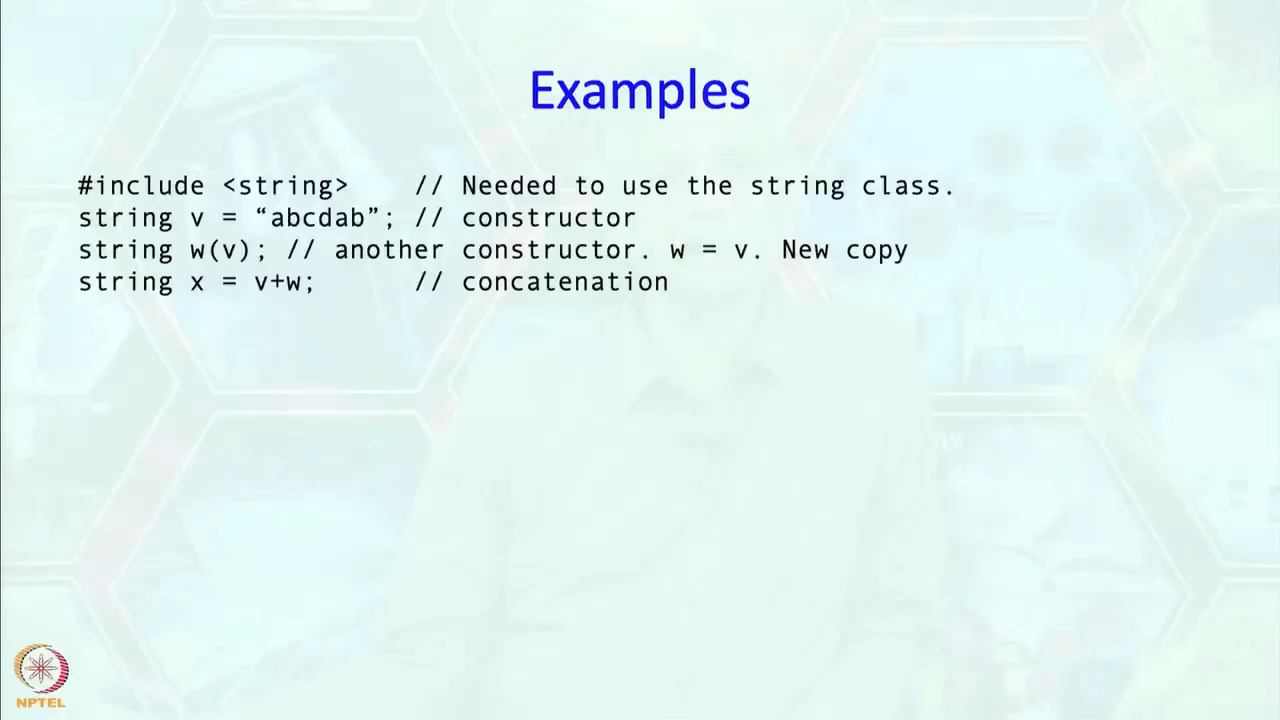 Examples
#include <string>    // Needed to use the string class.
string v = “abcdab”; // constructor
string w(v); // another constructor. w = v. New copy
string x = v+w;      // concatenation
NPTEL